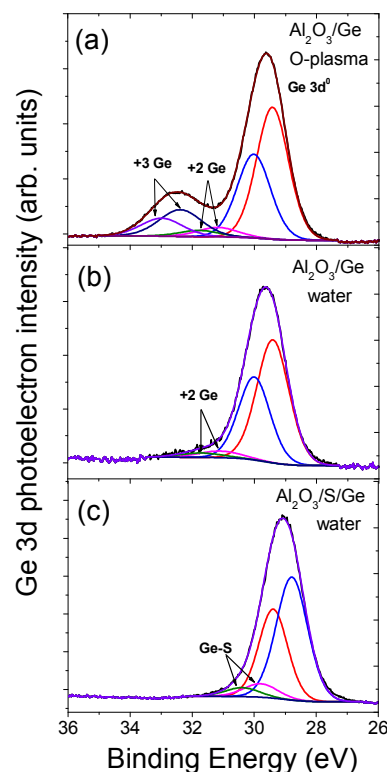 (a)
Al₂O₃/Ge
O-plasma
Ge 3d⁰
+3 Ge
+2 Ge
(b)
Al₂O₃/Ge
water
+2 Ge
(c)
Al₂O₃/S/Ge
water
Ge-S
Ge 3d photoelectron intensity (arb. units)
36 34 32 30 28 26
Binding Energy (eV)